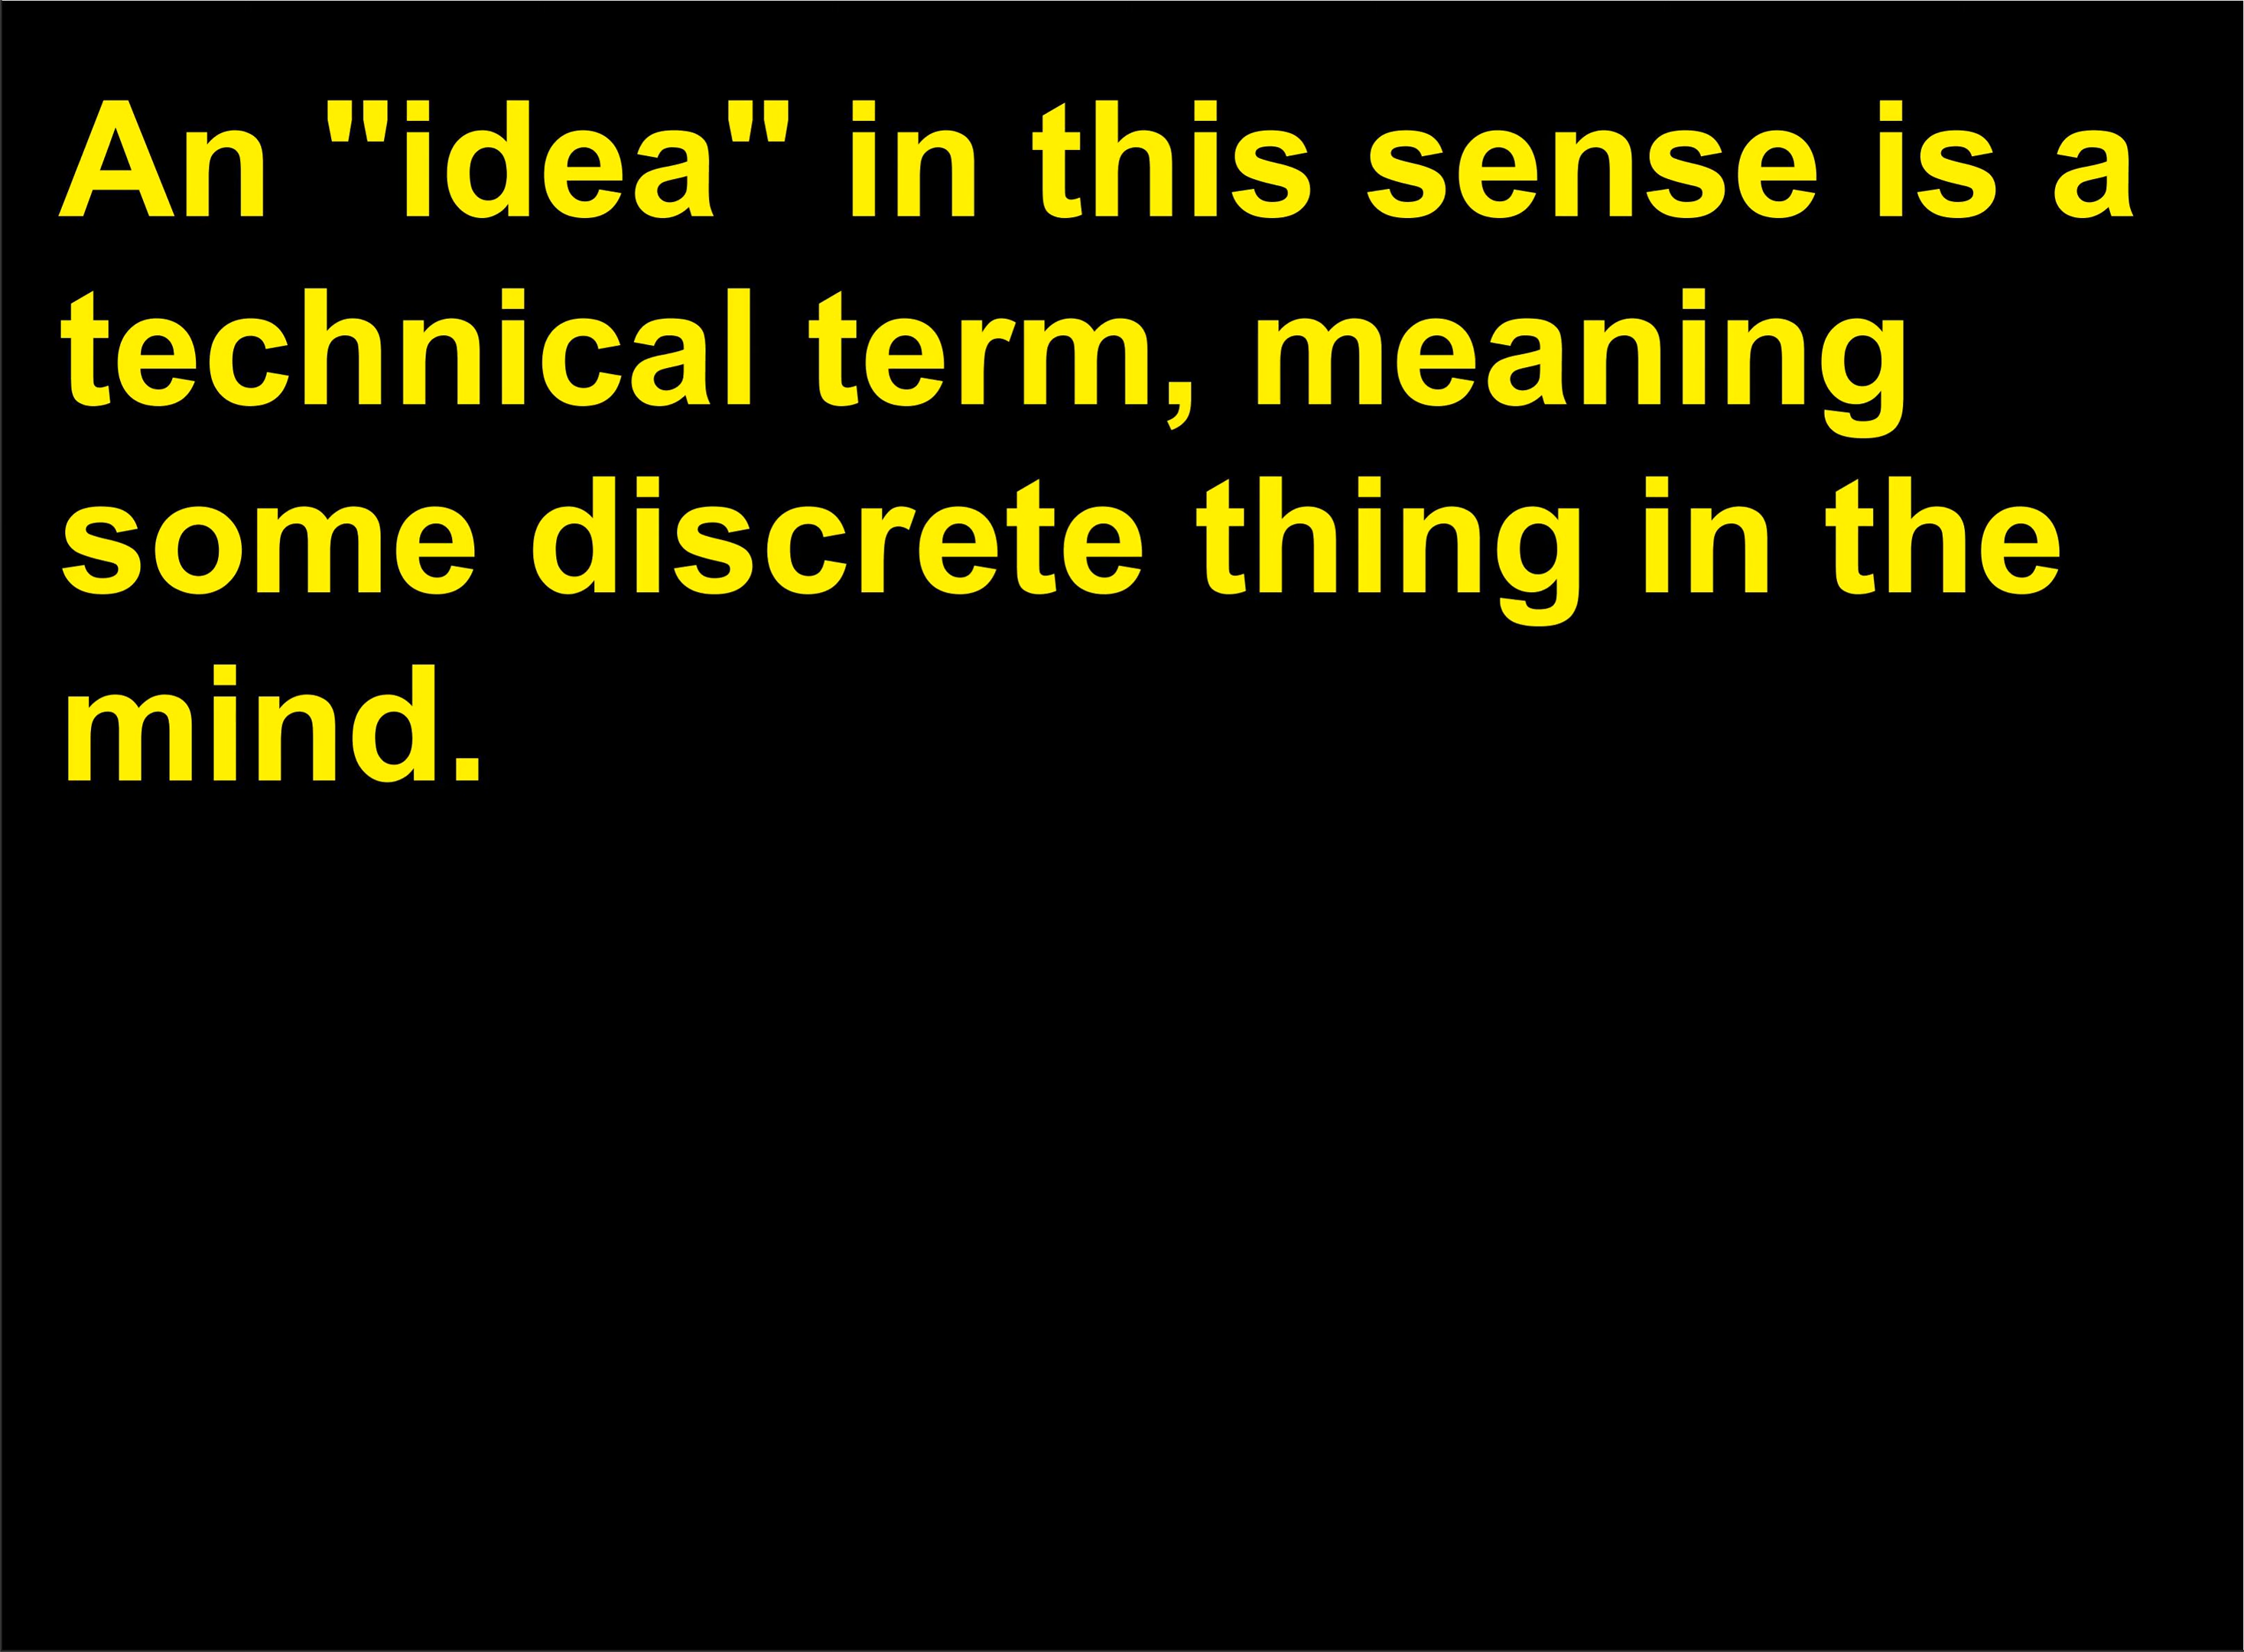 An "idea" in this sense is a
technical term, meaning
some discrete thing in the
mind.